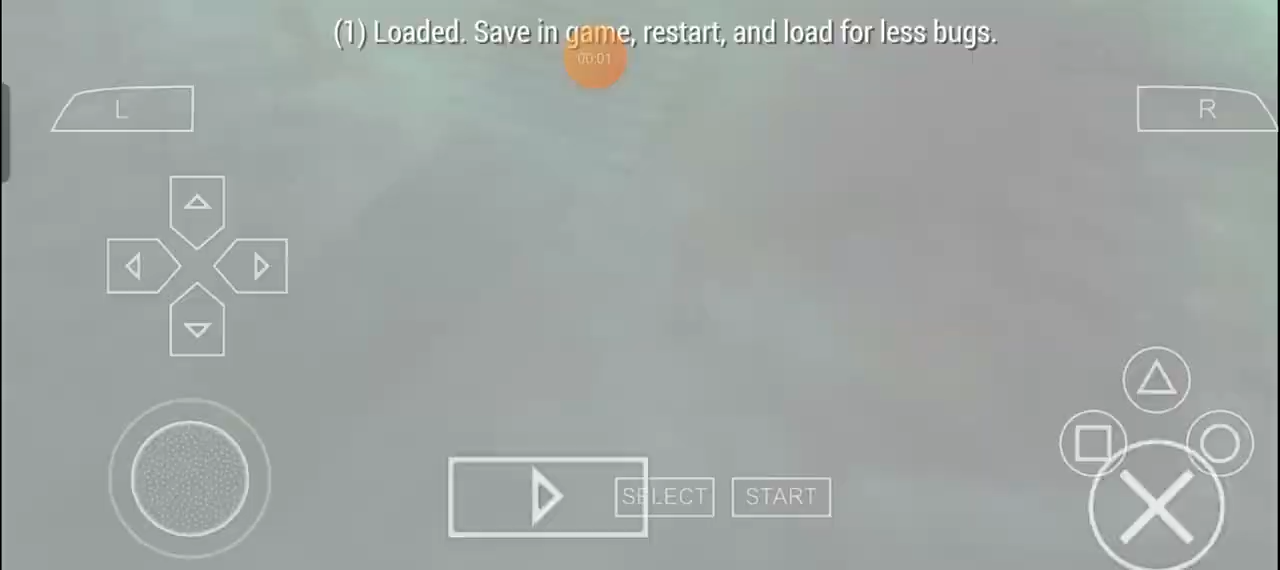 (1) Loaded. Save in game, restart, and load for less bugs.
00:01
L
R
SELECT
START